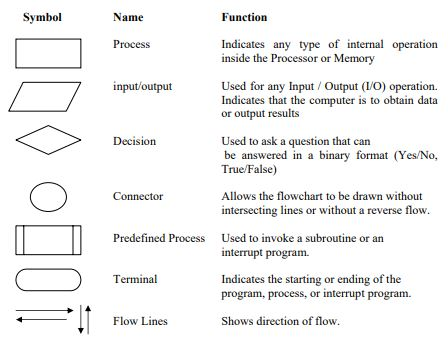 Symbol Name Function
Process Indicates any type of internal operation
inside the Processor or Memory
input/output Used for any Input / Output (I/O) operation.
Indicates that the computer is to obtain data
or output results
Decision Used to ask a question that can
be answered in a binary format (Yes/No,
True/False)
Connector Allows the flowchart to be drawn without
intersecting lines or without a reverse flow.
Predefined Process Used to invoke a subroutine or an
interrupt program.
Terminal Indicates the starting or ending of the
program, process, or interrupt program.
Flow Lines Shows direction of flow.